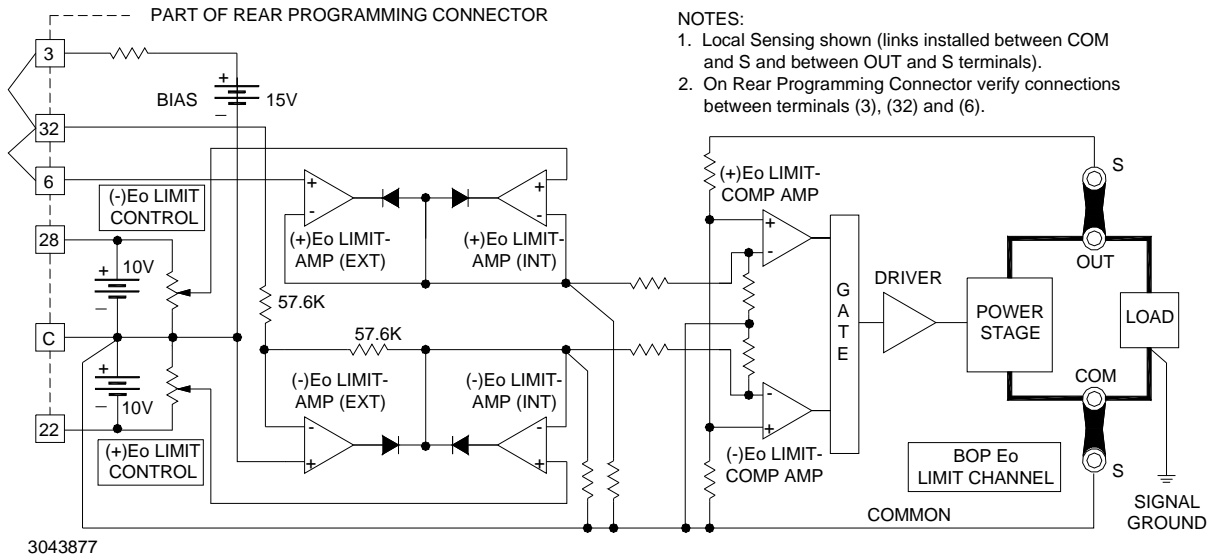 PART OF REAR PROGRAMMING CONNECTOR
NOTES:
1. Local Sensing shown (links installed between COM
and S and between OUT and S terminals).
2. On Rear Programming Connector verify connections
between terminals (3), (32) and (6).
3
+
BIAS
15V
_
32
6
(-)Eo LIMIT
CONTROL
28
+
10V
_
C
+
_
10V
22
(+)Eo LIMIT
CONTROL
+
-
(+)Eo LIMIT-
AMP (EXT)
+
-
(+)Eo LIMIT-
AMP (INT)
57.6K
57.6K
(-)Eo LIMIT-
AMP (EXT)
-
+
(-)Eo LIMIT-
AMP (INT)
-
+
(+)Eo LIMIT-
COMP AMP
+
-
-
+
(-)Eo LIMIT-
COMP AMP
G
A
T
E
DRIVER
POWER
STAGE
S
OUT
LOAD
COM
S
BOP Eo
LIMIT CHANNEL
SIGNAL
GROUND
COMMON
3043877